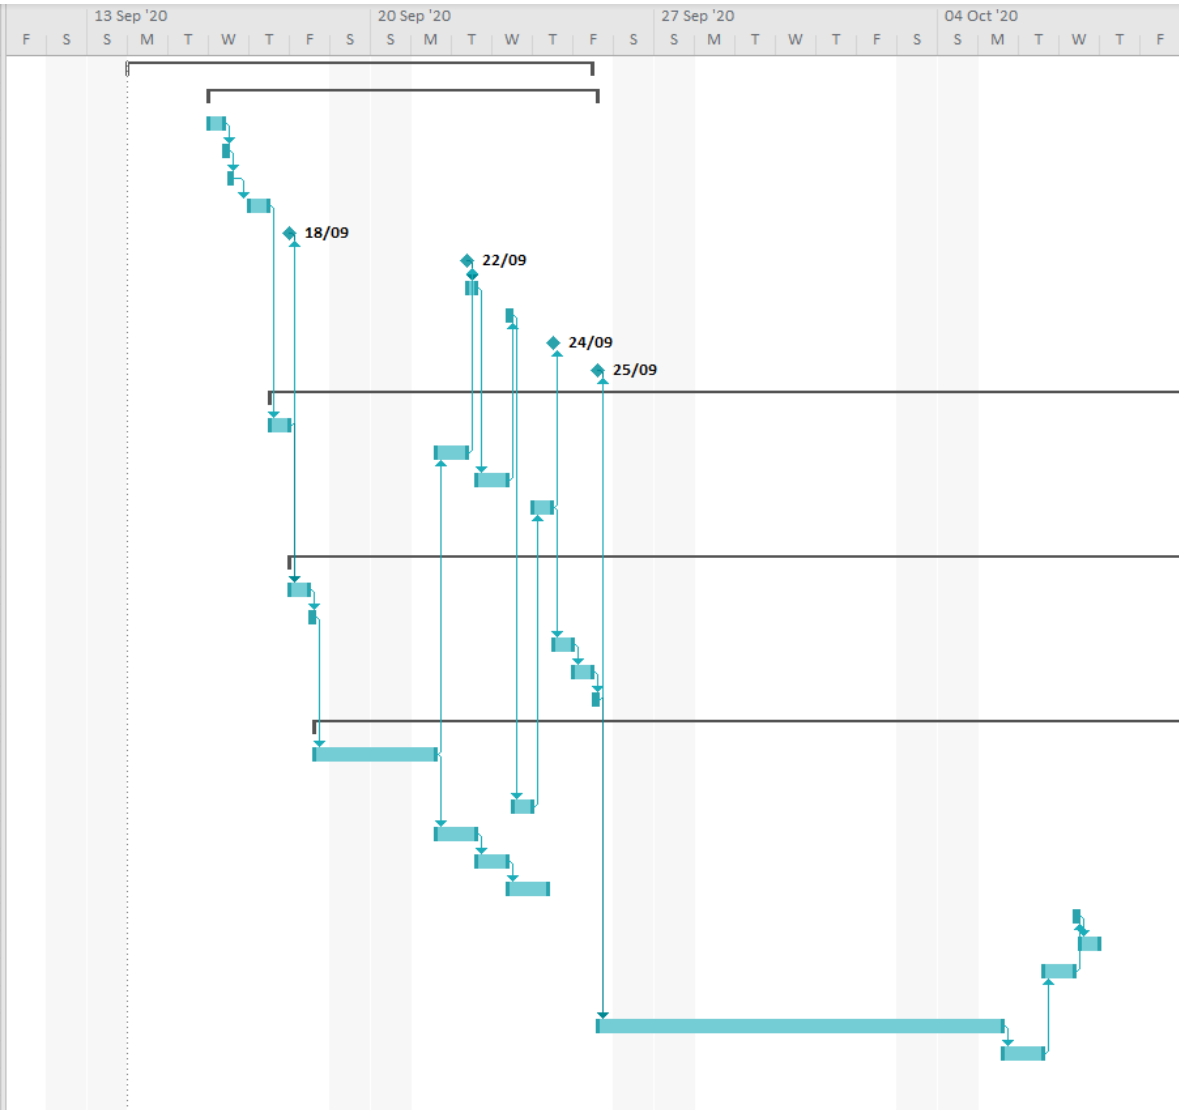 13 Sep '20 20 Sep '20 27 Sep '20 04 Oct '20
F S S M T W T F S S M T W T F S S M T W T F S S M T W T F
18/09
22/09
24/09
25/09